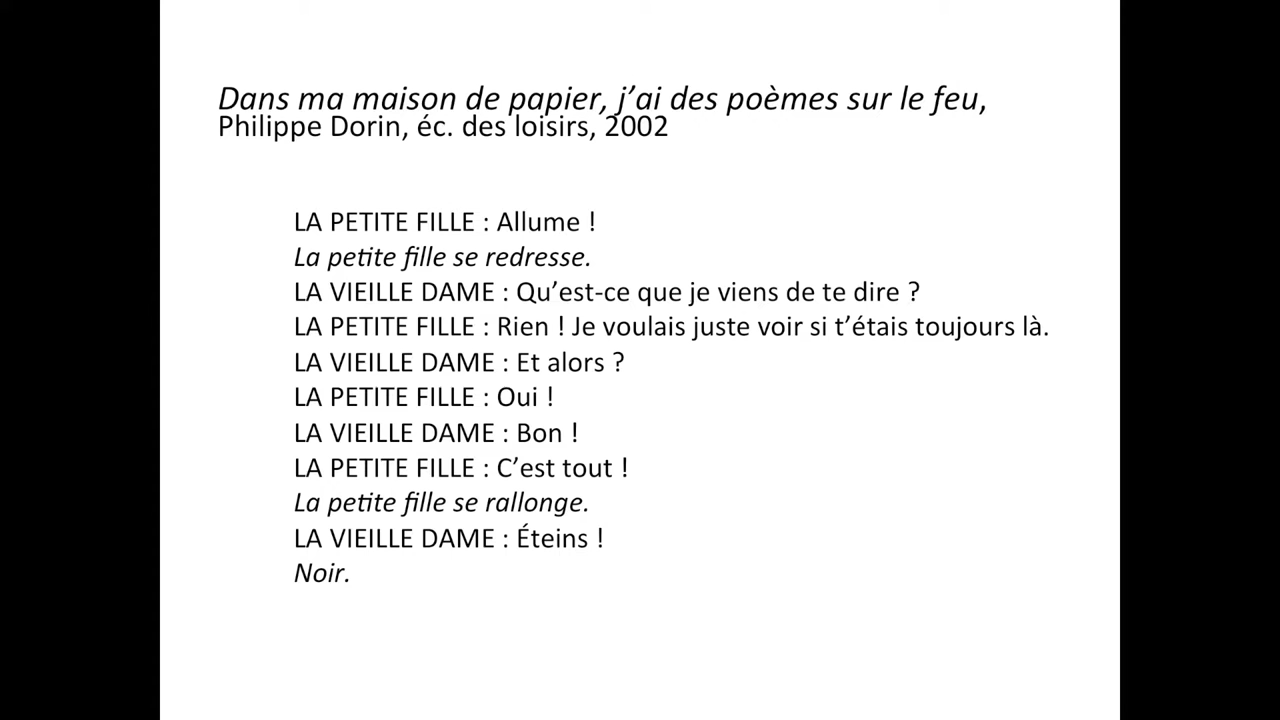 Dans ma maison de papier, j’ai des poèmes sur le feu,
Philippe Dorin, éc. des loisirs, 2002
LA PETITE FILLE : Allume !
La petite fille se redresse.
LA VIEILLE DAME : Qu’est-ce que je viens de te dire ?
LA PETITE FILLE : Rien ! Je voulais juste voir si t’étais toujours là.
LA VIEILLE DAME : Et alors ?
LA PETITE FILLE : Oui !
LA VIEILLE DAME : Bon !
LA PETITE FILLE : C’est tout !
La petite fille se rallonge.
LA VIEILLE DAME : Éteins !
Noir.